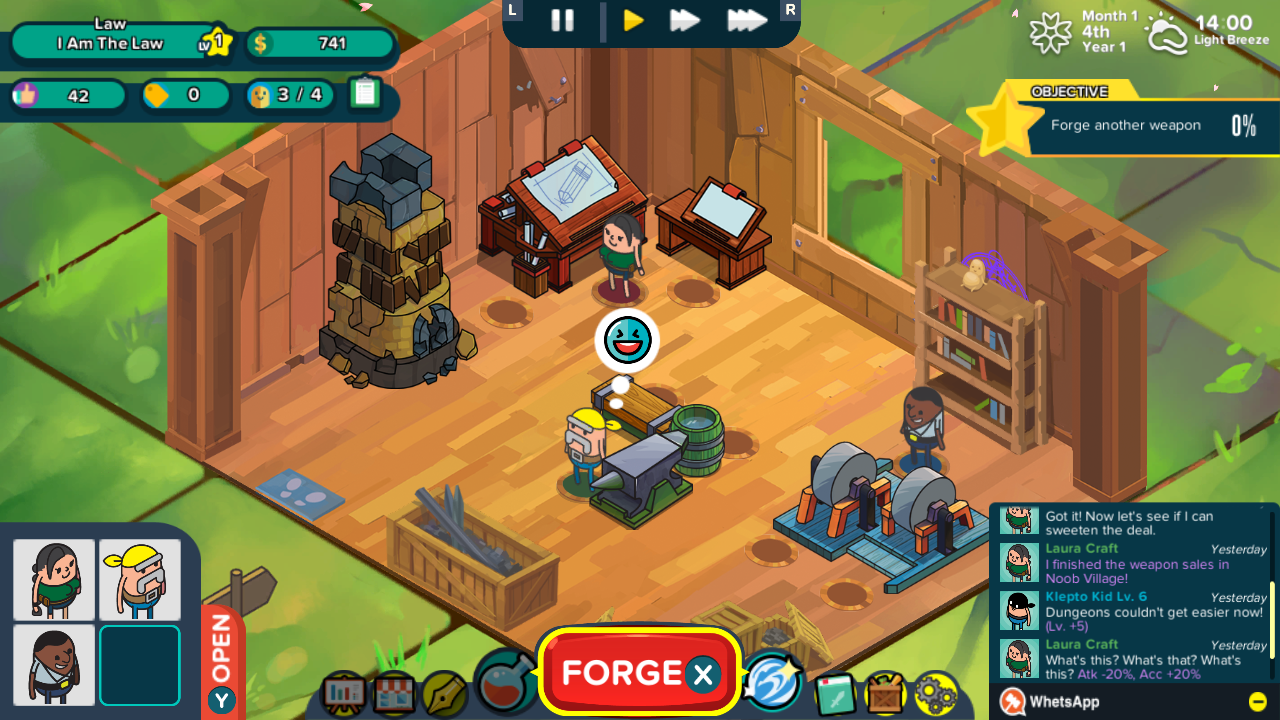 Law
I Am The Law
LV 1
$
741
42
0
3 / 4
L
R
Month 1
4th
Year 1
14:00
Light Breeze
OBJECTIVE
Forge another weapon
0%
Got it! Now let's see if I can
sweeten the deal.
Laura Craft Yesterday
I finished the weapon sales in
Noob Village!
Klepto Kid Lv. 6 Yesterday
Dungeons couldn't get easier now!
(Lv. +5)
Laura Craft Yesterday
What's this? What's that? What's
this? Atk -20%, Acc +20%
WhetsApp
OPEN
Y
FORGE X